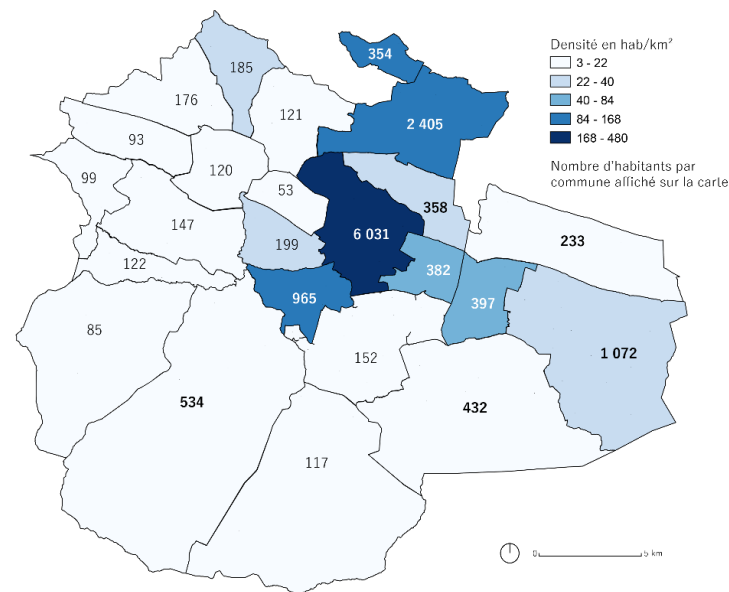 Densité en hab/km²
3 - 22
22 - 40
40 - 84
84 - 168
168 - 480
Nombre d'habitants par
commune affiché sur la carte
354
185
176
121
2 405
93
120
99
53
358
147
6 031
233
199
122
382
965
397
85
152
1 072
534
432
117
0 5 km